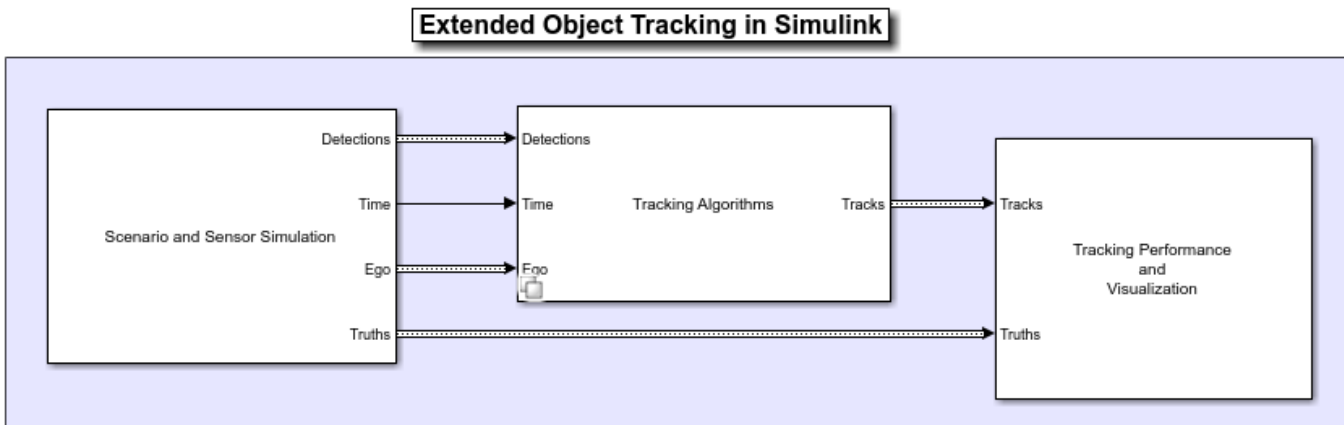 Extended Object Tracking in Simulink
Scenario and Sensor Simulation
Detections
Time
Ego
Truths
Detections
Time
Ego
Tracking Algorithms
Tracks
Tracks
Truths
Tracking Performance
and
Visualization